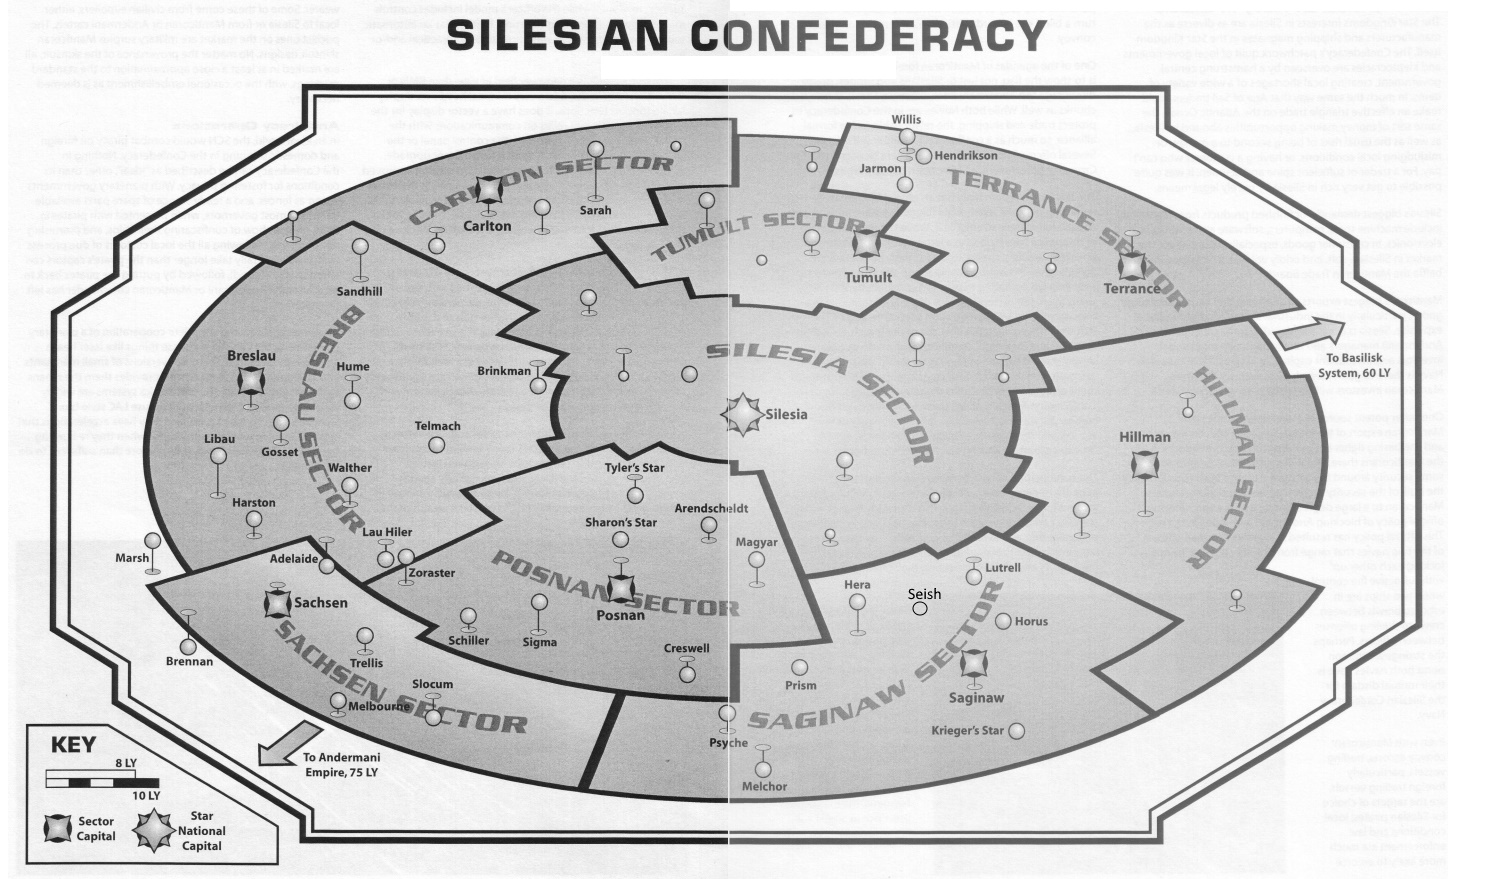 SILESIAN CONFEDERACY
CARLTON SECTOR
Carlton
Sarah
TUMULT SECTOR
Tumult
Willis
Hendrikson
Jarmon
TERRANCE SECTOR
Terrance
To Basilisk
System, 60 LY
Sandhill
BRESLAU SECTOR
Breslau
Hume
Telmach
Gosset
Libau
Walther
Harston
Lau Hiler
Adelaide
Zoraster
Marsh
Brinkman
SILESIA SECTOR
Silesia
HILLMAN SECTOR
Hillman
Tyler's Star
Arendscheldt
Sharon's Star
Magyar
POSNAN SECTOR
Posnan
Schiller
Sigma
Creswell
Sachsen
SACHSEN SECTOR
Brennan
Trellis
Slocum
Melbourne
To Andermani
Empire, 75 LY
Hera
Seish
Lutrell
Horus
Prism
SAGINAW SECTOR
Saginaw
Krieger's Star
Psyche
Melchor
KEY
8 LY
10 LY
Sector
Capital
Star
National
Capital